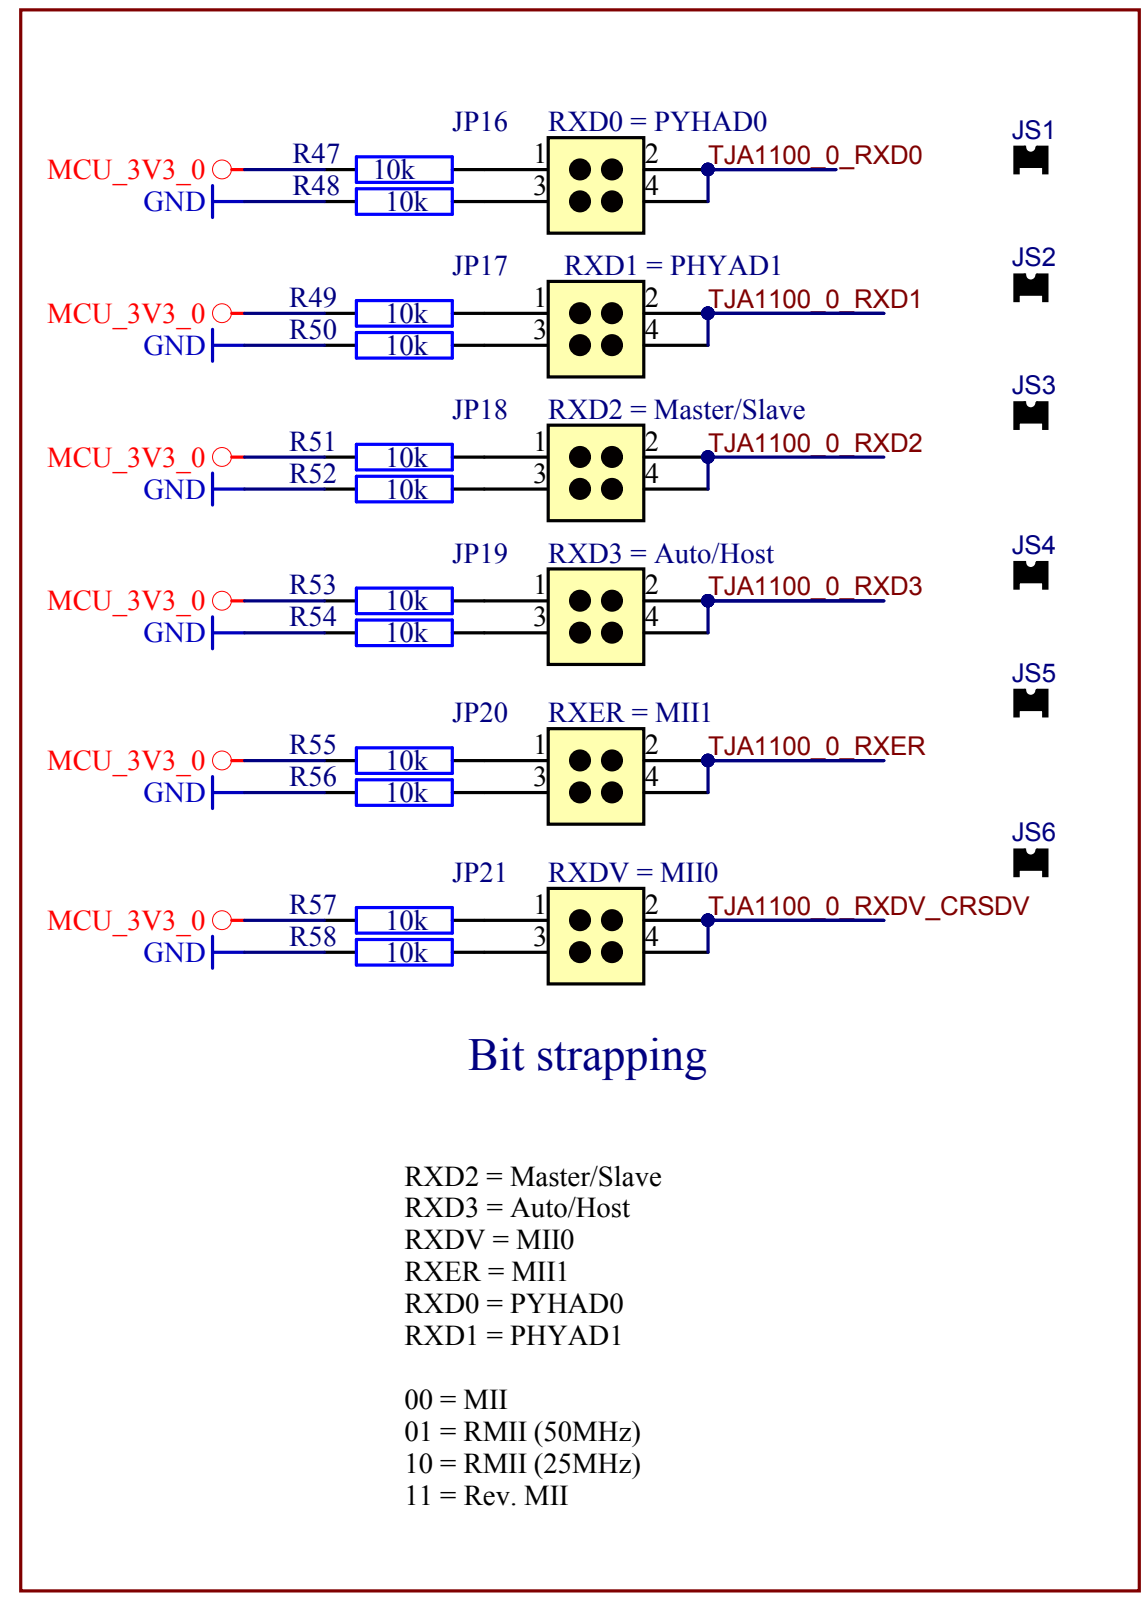 JP16 RXD0 = PYHAD0
JS1
R47 10k 1 2 TJA1100_0_RXD0
MCU_3V3_0
R48 10k 3 4
GND
JP17 RXD1 = PHYAD1
JS2
R49 10k 1 2 TJA1100_0_RXD1
MCU_3V3_0
R50 10k 3 4
GND
JS3
JP18 RXD2 = Master/Slave
R51 10k 1 2 TJA1100_0_RXD2
MCU_3V3_0
R52 10k 3 4
GND
JS4
JP19 RXD3 = Auto/Host
R53 10k 1 2 TJA1100_0_RXD3
MCU_3V3_0
R54 10k 3 4
GND
JS5
JP20 RXER = MII1
R55 10k 1 2 TJA1100_0_RXER
MCU_3V3_0
R56 10k 3 4
GND
JS6
JP21 RXDV = MII0
R57 10k 1 2 TJA1100_0_RXDV_CRSDV
MCU_3V3_0
R58 10k 3 4
GND
Bit strapping
RXD2 = Master/Slave
RXD3 = Auto/Host
RXDV = MII0
RXER = MII1
RXD0 = PYHAD0
RXD1 = PHYAD1
00 = MII
01 = RMII (50MHz)
10 = RMII (25MHz)
11 = Rev. MII